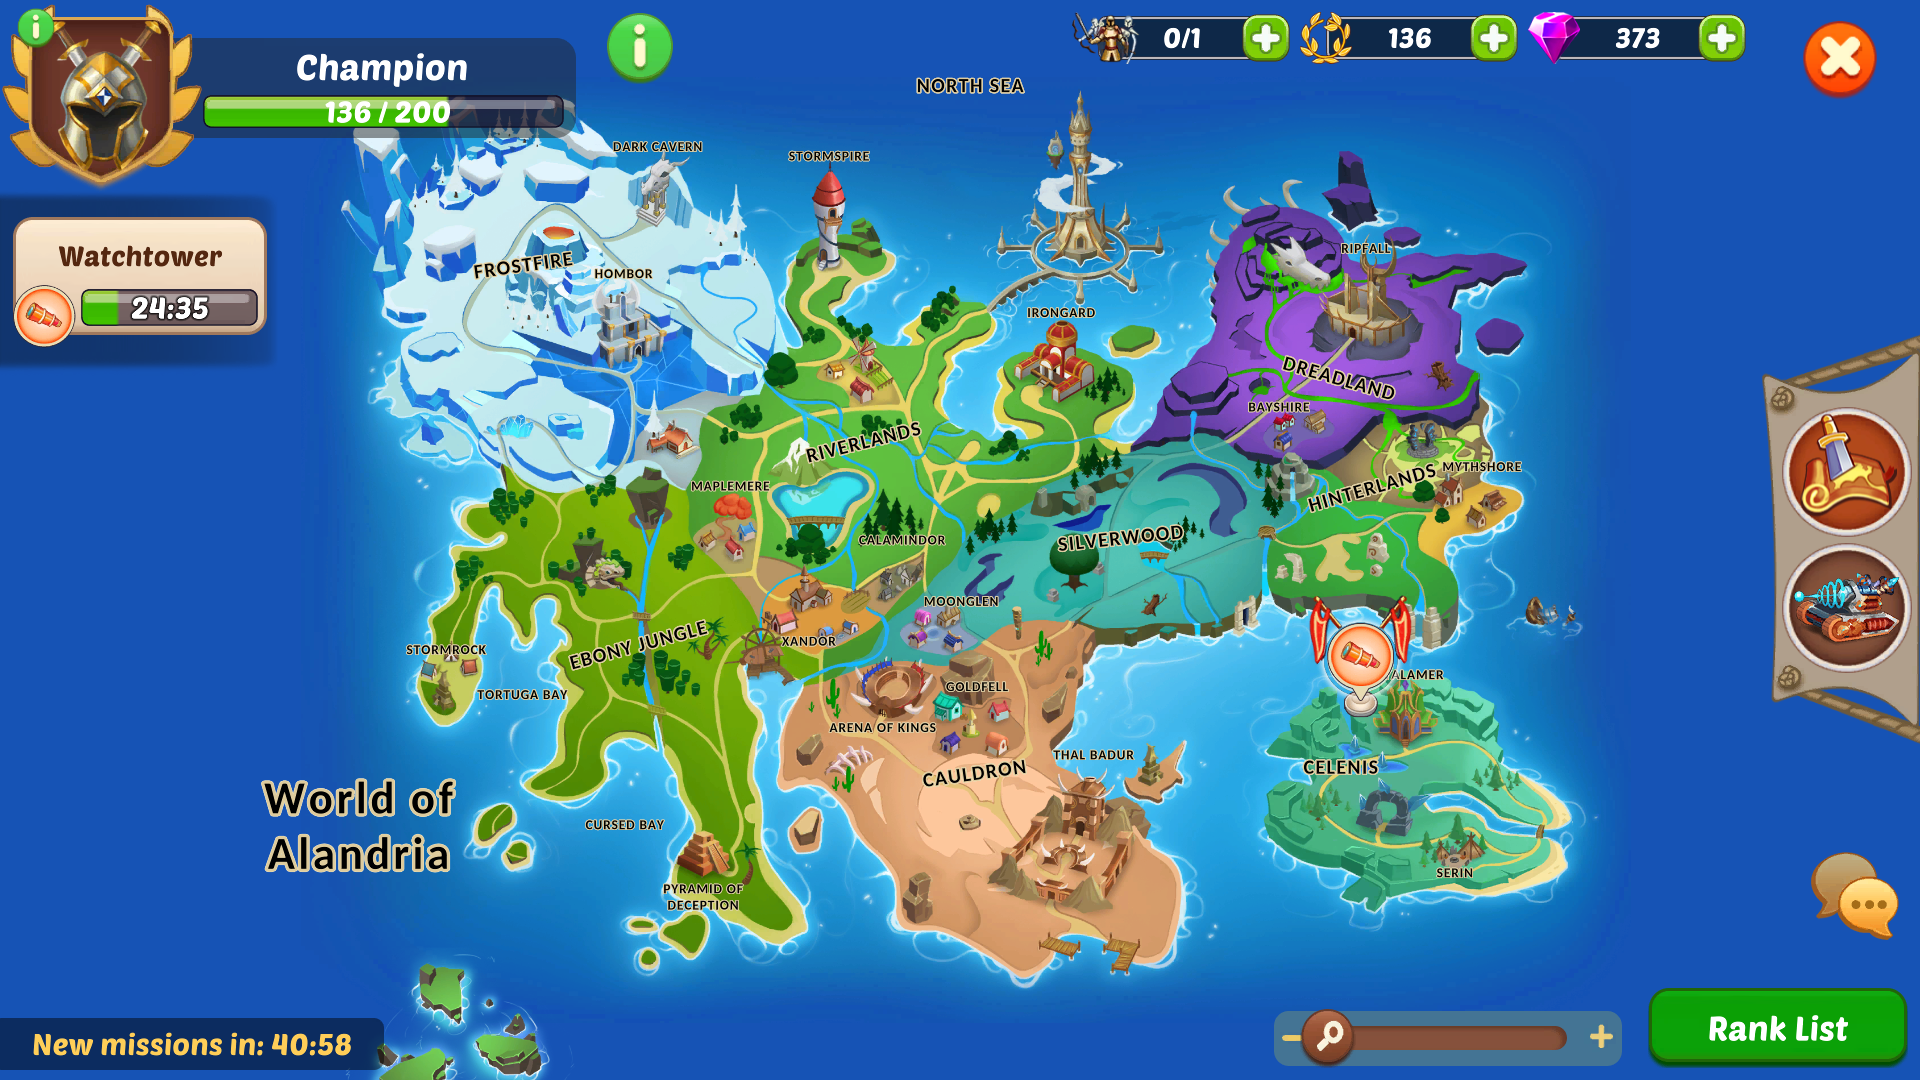 Champion
136 / 200
0/1
136
373
Watchtower
24:35
NORTH SEA
DARK CAVERN
STORMSPIRE
FROSTFIRE
HOMBOR
RIPFALL
IRONGARD
DREADLAND
BAYSHIRE
RIVERLANDS
MYTHSHORE
HINTERLANDS
MAPLEMERE
CALAMINDOR
SILVERWOOD
MOONGLEN
EBONY JUNGLE
XANDOR
STORMROCK
TORTUGA BAY
ALAMER
GOLDFELL
ARENA OF KINGS
THAL BADUR
CAULDRON
CELENIS
World of
Alandria
CURSED BAY
SERIN
PYRAMID OF
DECEPTION
New missions in: 40:58
Rank List